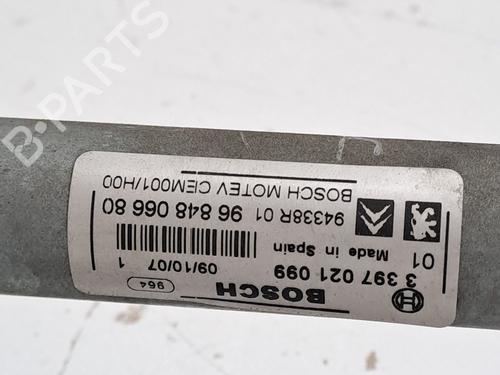 BOSCH
964
3 397 021 099
09/10/07 1
01
Made in Spain
94338R 01 96 848 066 80
BOSCH MOTEV CIEM001/H00
B-PARTS